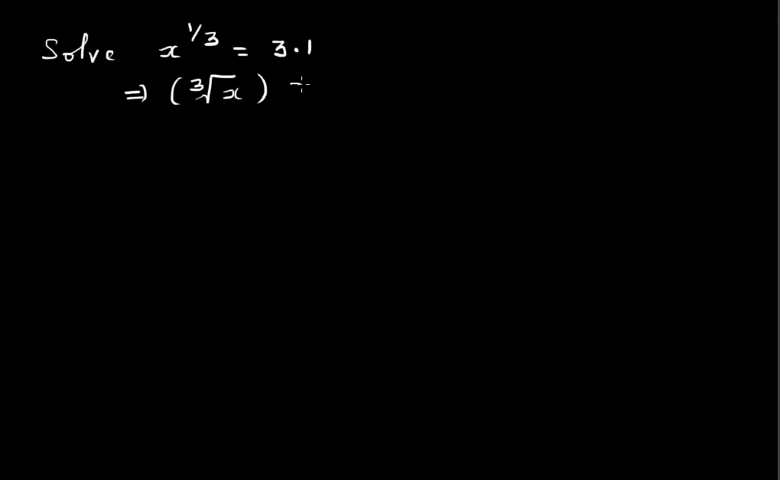 Solve x^1/3 = 3.1
⇒ (∛x)